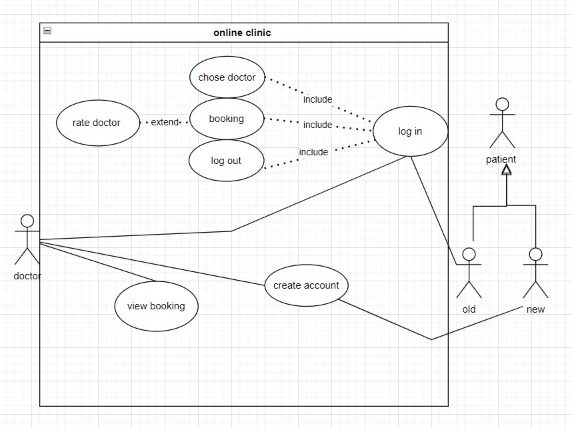 online clinic
chose doctor
include
rate doctor
extend
booking
include
log in
log out
include
patient
doctor
create account
view booking
old
new